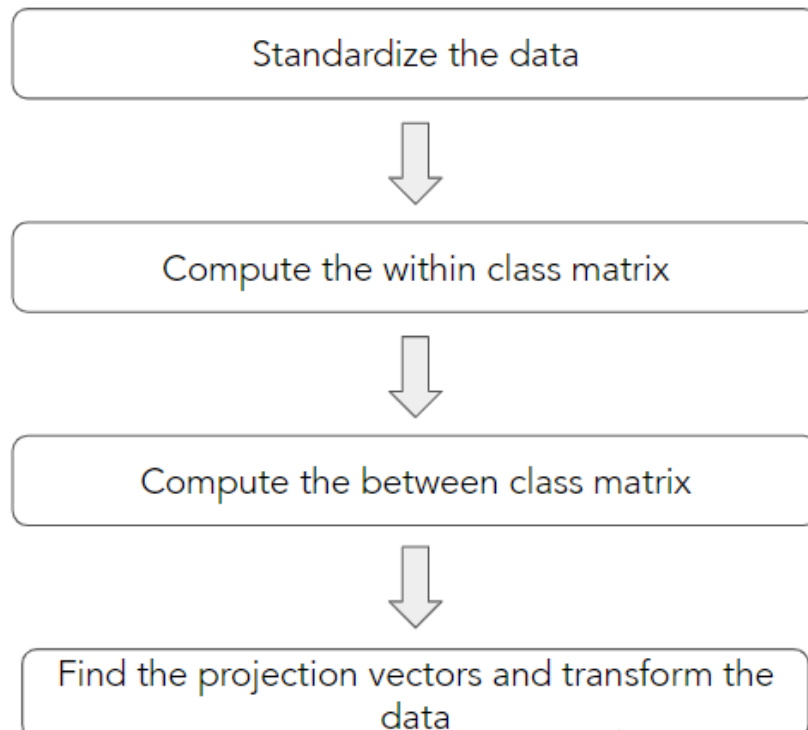 Standardize the data
Compute the within class matrix
Compute the between class matrix
Find the projection vectors and transform the
data